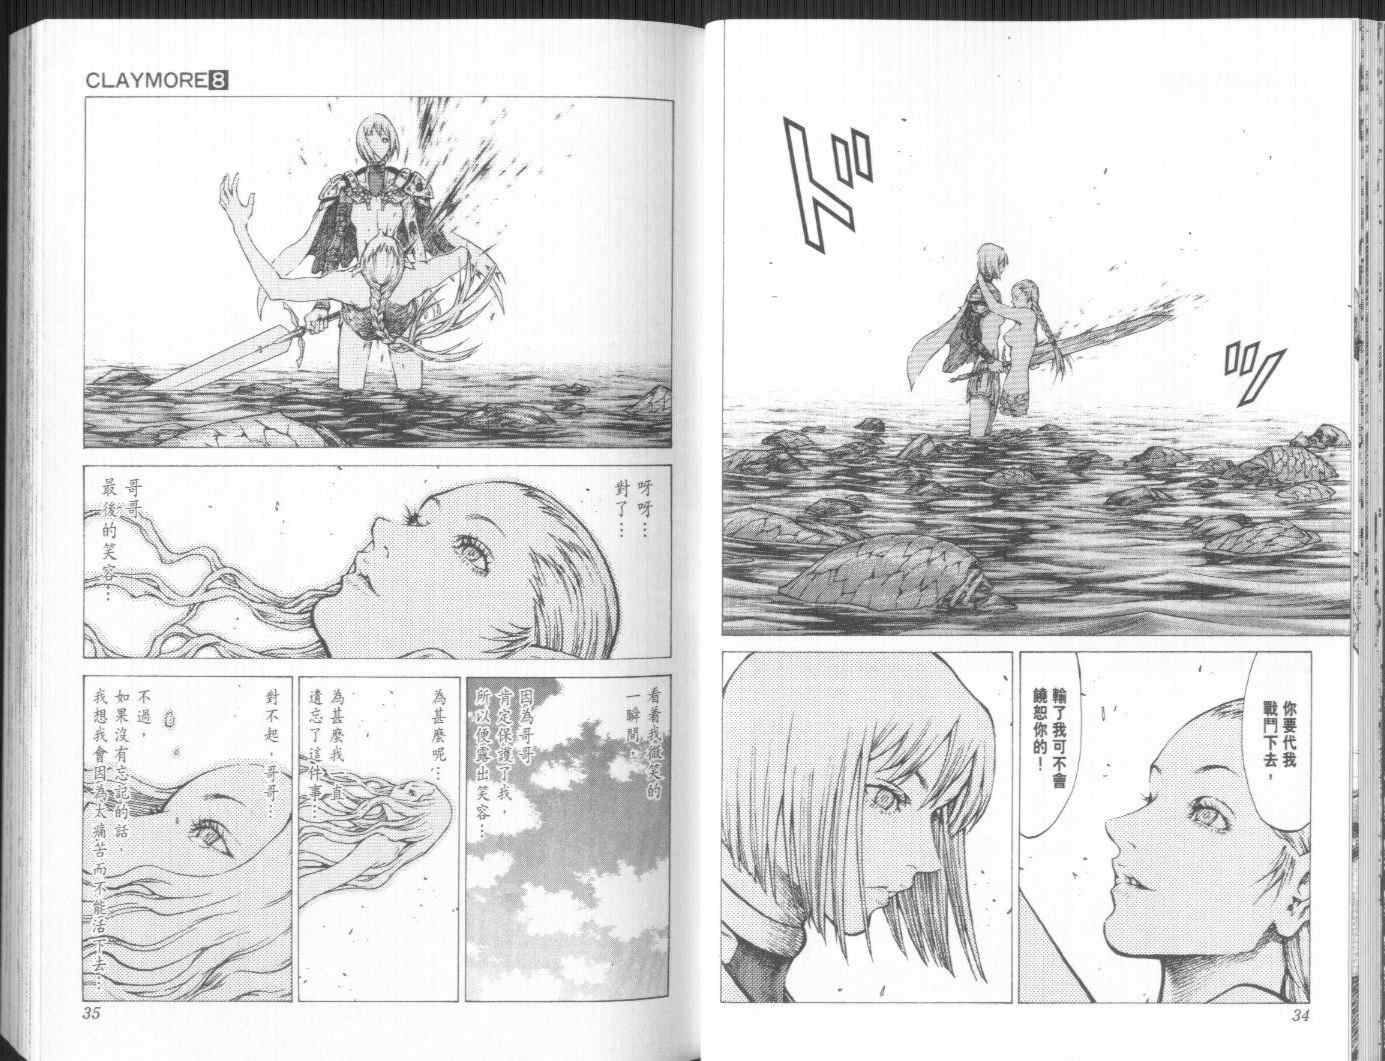 ドッ
ツツ
你要代我
戰鬥下去，
輸了我可不會
饒恕你的！
34
CLAYMORE8
呀呀…
對了…
哥哥
最後的笑容…
看着我微笑的
一瞬間，
因為哥哥
肯定保護了我，
所以便露出笑容…
為甚麼呢…
為甚麼我一直
遺忘了這件事…
對不起，哥哥…
不過，
如果沒有忘記的話，
我想我會因為太痛苦而不能活下去…
35